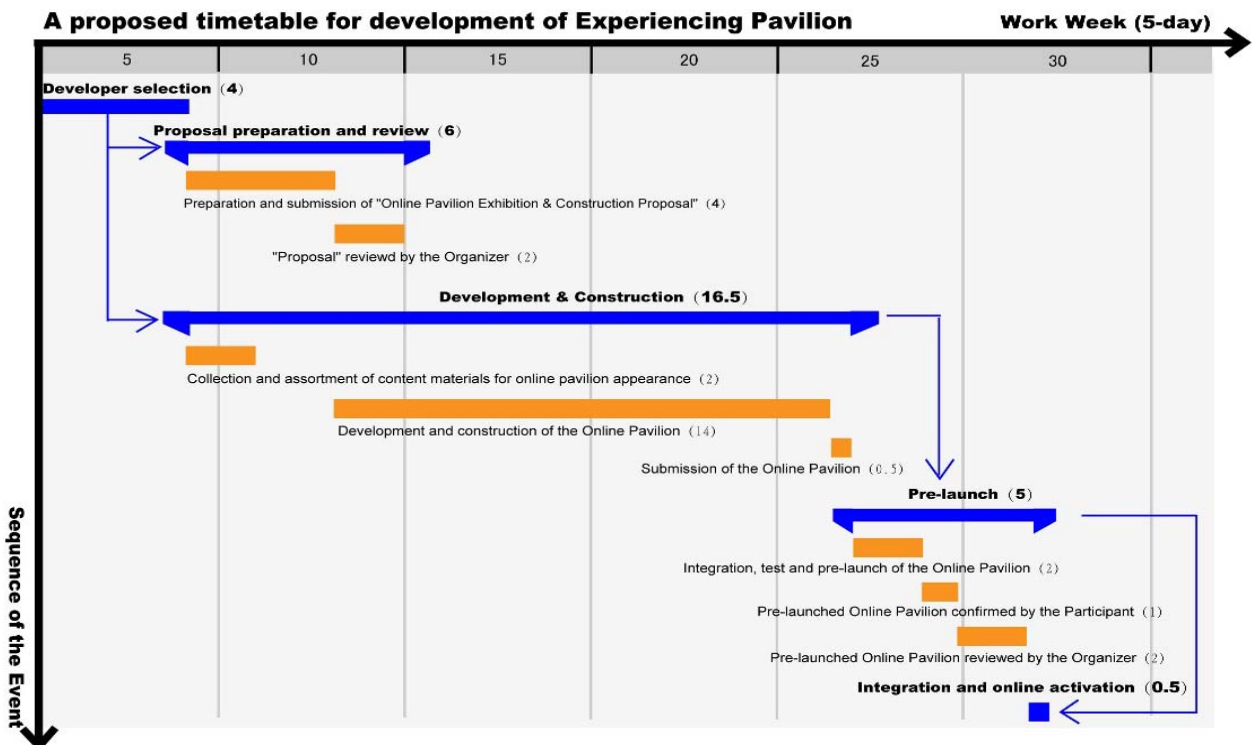 A proposed timetable for development of Experiencing Pavilion
Work Week (5-day)
5 10 15 20 25 30
Developer selection (4)
Proposal preparation and review (6)
Preparation and submission of "Online Pavilion Exhibition & Construction Proposal" (4)
"Proposal" reviewd by the Organizer (2)
Development & Construction (16.5)
Collection and assortment of content materials for online pavilion appearance (2)
Development and construction of the Online Pavilion (14)
Submission of the Online Pavilion (0.5)
Pre-launch (5)
Integration, test and pre-launch of the Online Pavilion (2)
Pre-launched Online Pavilion confirmed by the Participant (1)
Pre-launched Online Pavilion reviewed by the Organizer (2)
Integration and online activation (0.5)
Sequence of the Event